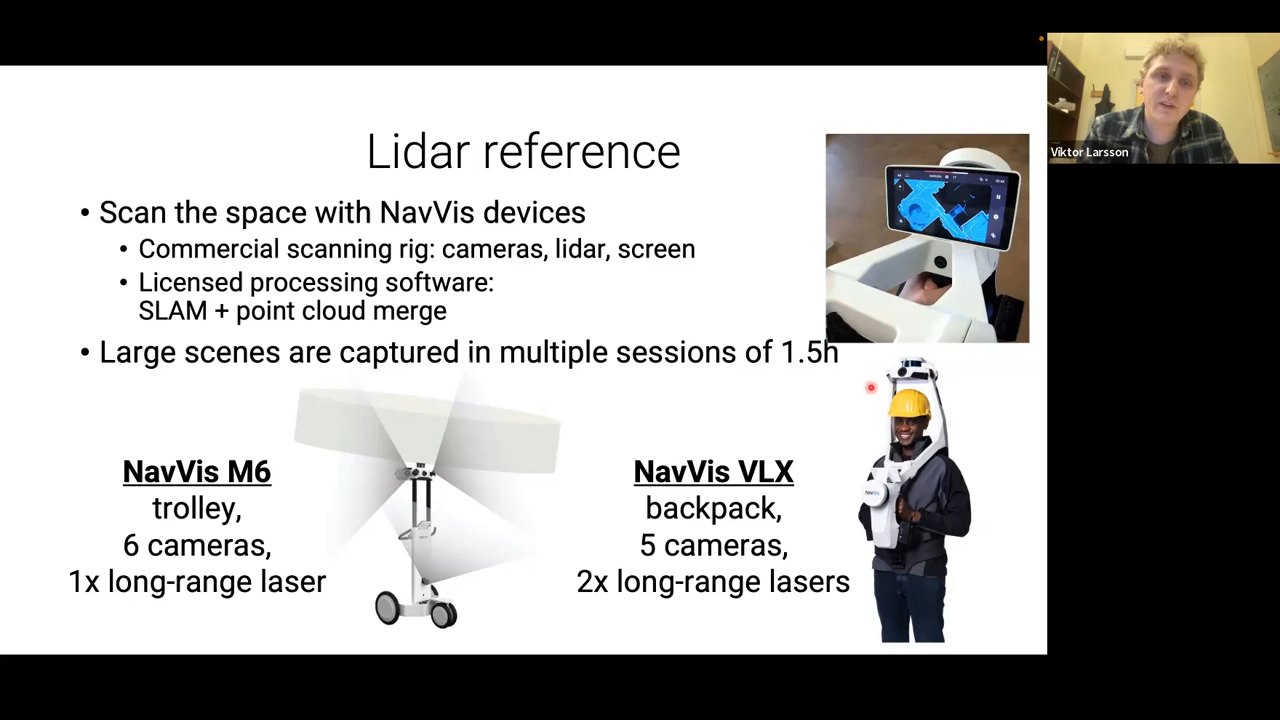 Lidar reference
• Scan the space with NavVis devices
• Commercial scanning rig: cameras, lidar, screen
• Licensed processing software:
SLAM + point cloud merge
• Large scenes are captured in multiple sessions of 1.5h
NavVis M6
trolley,
6 cameras,
1x long-range laser
NavVis VLX
backpack,
5 cameras,
2x long-range lasers
Viktor Larsson